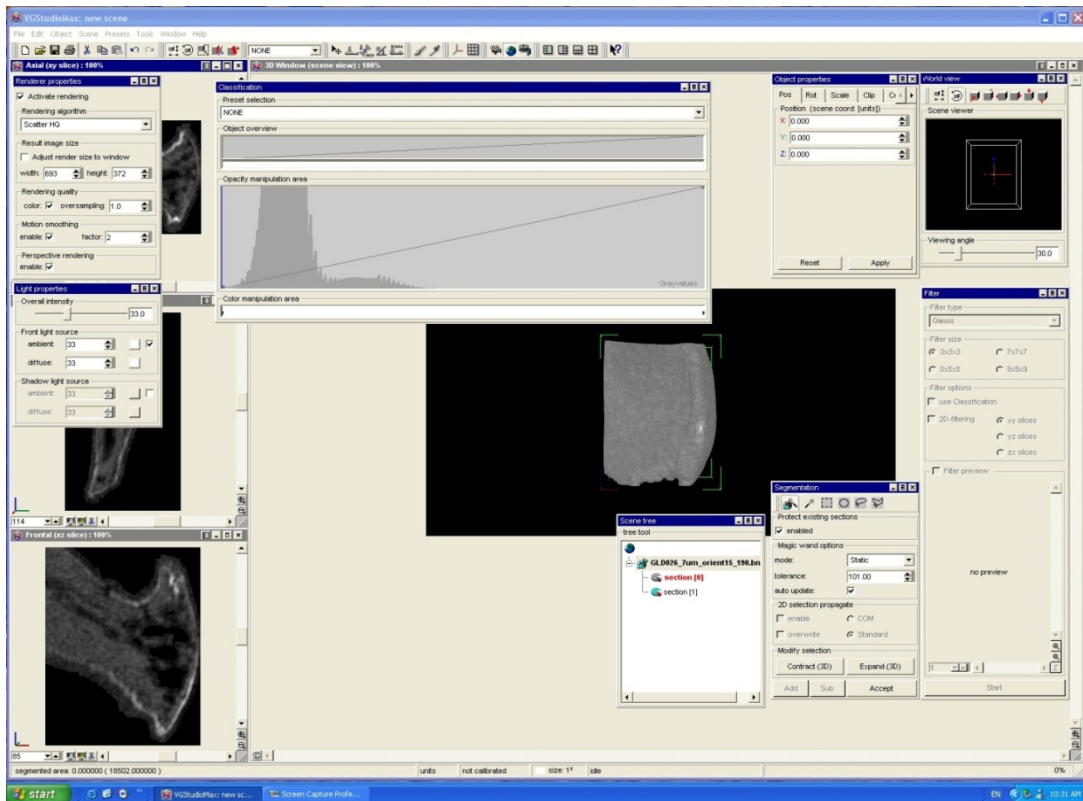 VGStudioMax: new scene
File Edit Object Scene Presets Tools Window Help
NONE
Axial (xy slice) : 100%
3D Window (scene view) : 100%
Renderer properties
Activate rendering
Rendering algorithm
Scatter HQ
Result image size
Adjust render size to window
width: 693 height: 372
Rendering quality
color: oversampling: 1.0
Motion smoothing
enable: factor: 2
Perspective rendering
enable:
Light properties
Overall intensity
33.0
Front light source
ambient: 33
diffuse: 33
Shadow light source
ambient: 33
diffuse: 33
114
Frontal (xz slice) : 100%
85
Classification
Preset selection
NONE
Object overview
Opacity manipulation area
Grayvalues
Color manipulation area
Object properties
Pos Rot Scale Clip
Position (scene coord. [units])
X: 0.000
Y: 0.000
Z: 0.000
Reset Apply
World view
Scene viewer
Viewing angle
30.0
Filter
Filter type
Gauss
Filter size
3x3x3 7x7x7
5x5x5 9x9x9
Filter options
use Classification
2D-filtering xy slices
yz slices
zx slices
Filter preview
no preview
1
Start
Segmentation
Protect existing sections
enabled
Magic wand options
mode: Static
tolerance: 101.00
auto update:
2D selection propagate
enable COM
overwrite Standard
Modify selection
Contract (3D) Expand (3D)
Add Sub Accept
Scene tree
tree tool
GLD026_7um_orient15_190.bn
section [0]
section [1]
segmented area: 0.000000 ( 18502.000000 )
units not calibrated size: 1° idle 0%
start
VGStudioMax: new sc...
Screen Capture Profe...
EN 10:31 AM